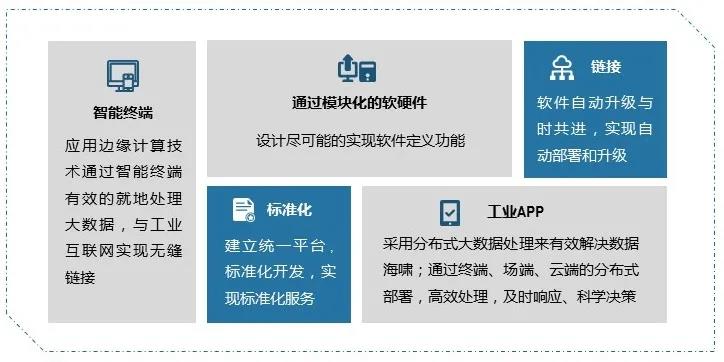 智能终端
应用边缘计算技
术通过智能终端
有效的就地处理
大数据，与工业
互联网实现无缝
链接
通过模块化的软硬件
设计尽可能的实现软件定义功能
链接
软件自动升级与
时共进，实现自
动部署和升级
标准化
建立统一平台，
标准化开发，实
现标准化服务
工业APP
采用分布式大数据处理来有效解决数据
海啸；通过终端、场端、云端的分布式
部署，高效处理，及时响应、科学决策